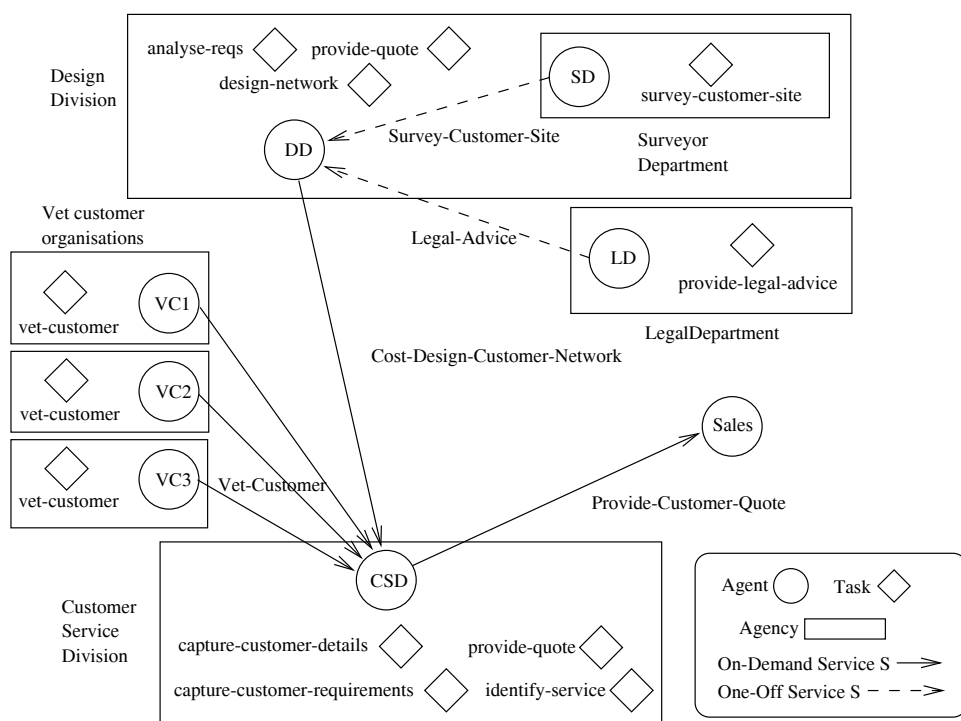 analyse-reqs
provide-quote
design-network
Design
Division
SD
survey-customer-site
Survey-Customer-Site
Surveyor
Department
DD
Vet customer
organisations
Legal-Advice
LD
provide-legal-advice
LegalDepartment
VC1
vet-customer
Cost-Design-Customer-Network
VC2
vet-customer
Sales
VC3
vet-customer
Vet-Customer
Provide-Customer-Quote
CSD
Customer
Service
Division
capture-customer-details
provide-quote
capture-customer-requirements
identify-service
Agent
Task
Agency
On-Demand Service S
One-Off Service S